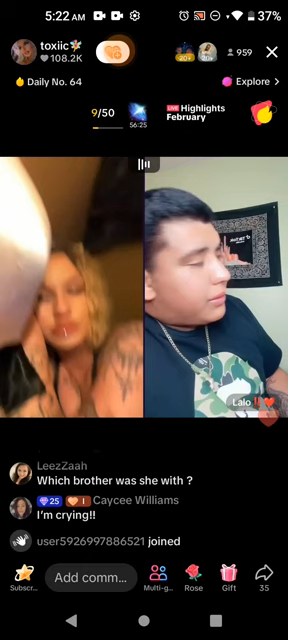 5:22 AM
37%
toxiic
108.2K
20+
20+
959
Daily No. 64
Explore >
9/50
56:25
LIVE Highlights
February
Lalo‼️❤️
LeezZaah
Which brother was she with ?
25
I
Caycee Williams
I'm crying!!
user5926997886521 joined
Subscr...
Add comm...
Multi-g...
Rose
Gift
35